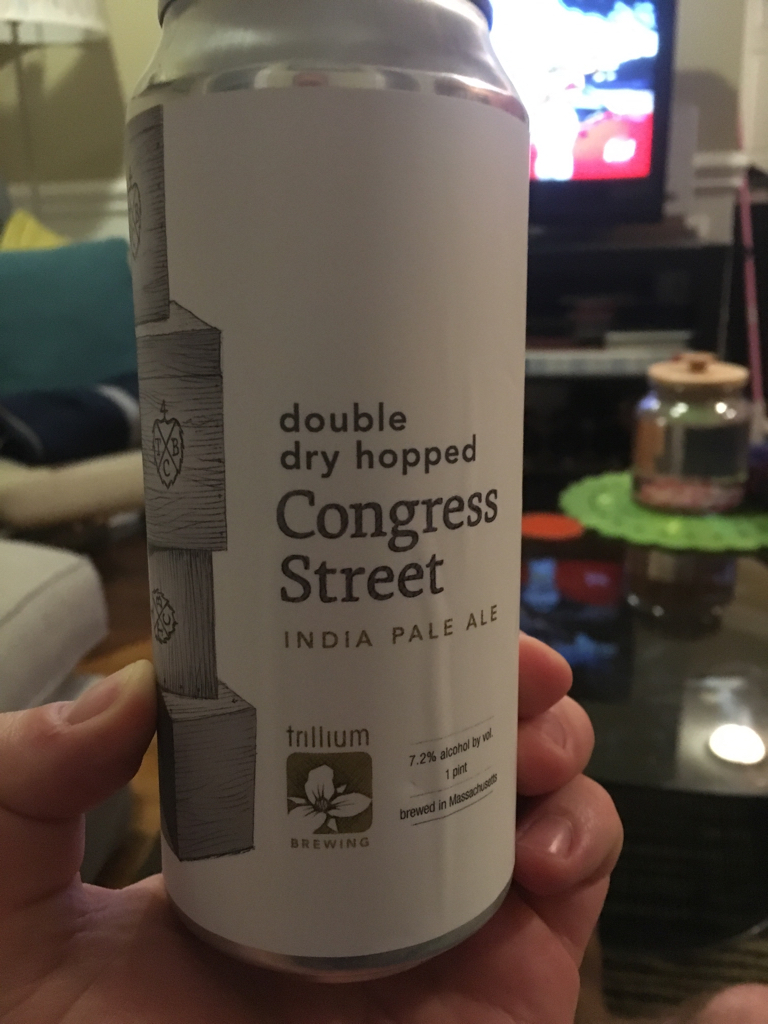 double
dry hopped
Congress
Street
INDIA PALE ALE
trillium
BREWING
7.2% alcohol by vol.
1 pint
brewed in Massachusetts
T B
C